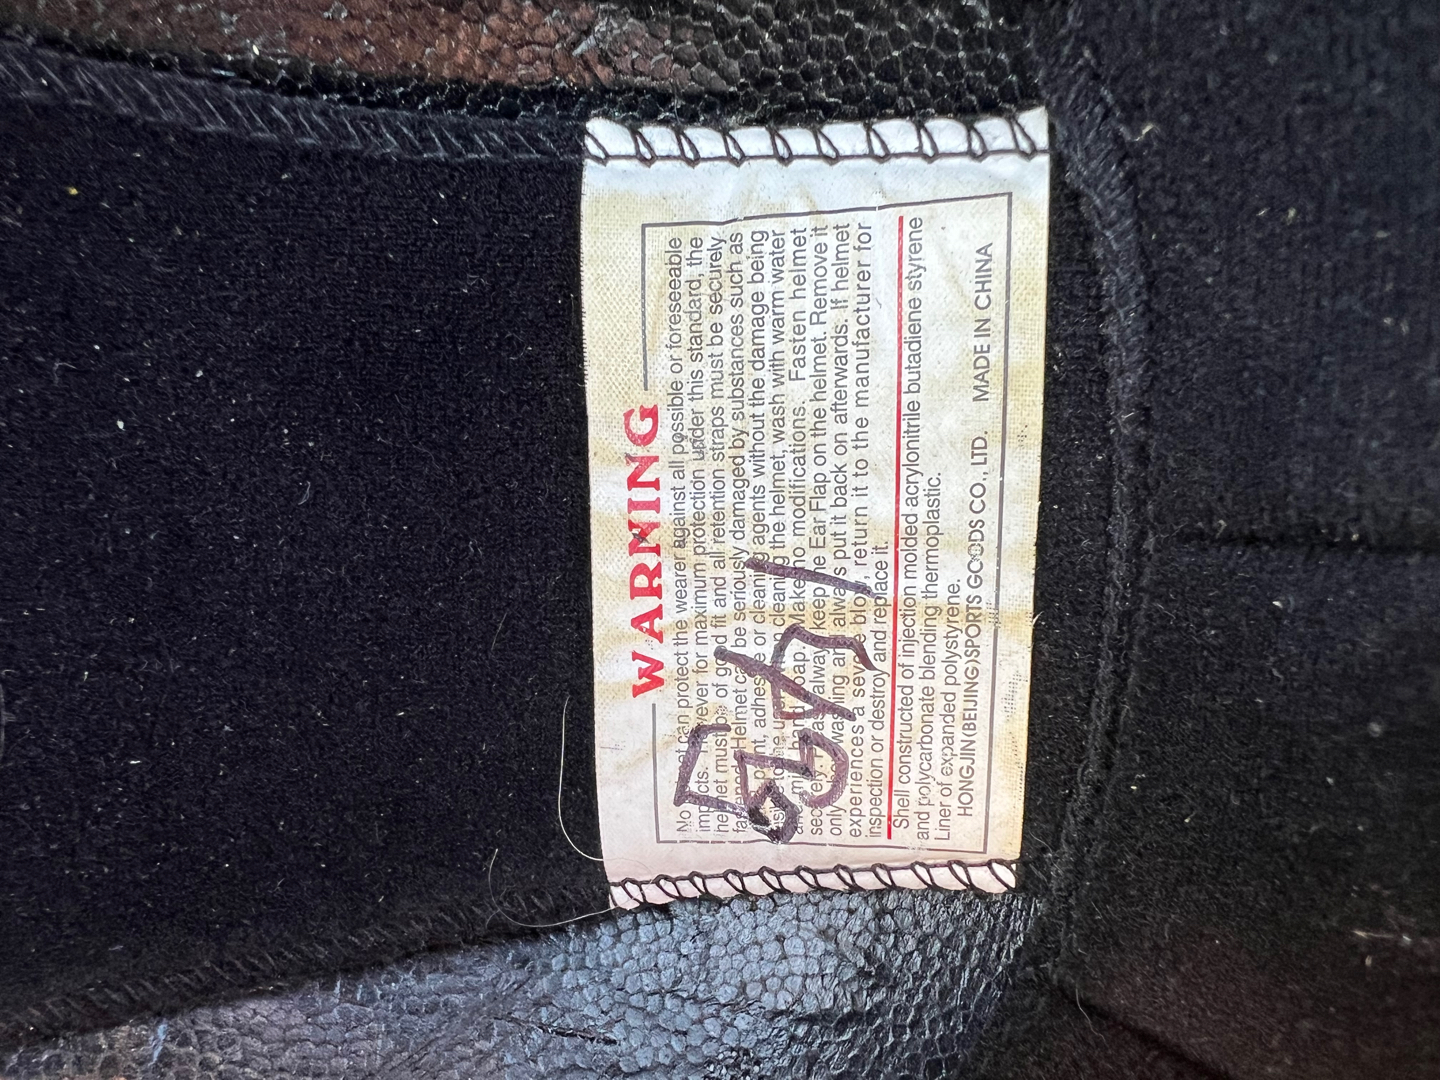 WARNING
No helmet can protect the wearer against all possible or foreseeable
impacts. However for maximum protection under this standard, the
helmet must be of good fit and all retention straps must be securely
fastened. Helmet can be seriously damaged by substances such as
paint, adhesive or cleaning agents without the damage being
cleaning the helmet, wash with warm water
and mild hand soap. Make no modifications. Fasten helmet
securely. always keep the Ear Flap on the helmet. Remove it
only washing and always put it back on afterwards. If helmet
experiences a severe blow, return it to the manufacturer for
inspection or destroy and replace it.
Shell constructed of injection molded acrylonitrile butadiene styrene
and polycarbonate blending thermoplastic.
Liner of expanded polystyrene.
HONGJIN(BEIJING)SPORTS GOODS CO., LTD. MADE IN CHINA